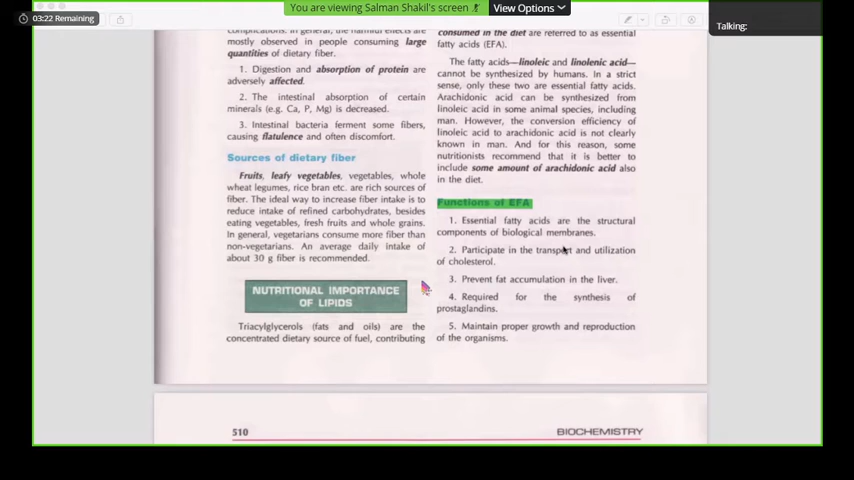 You are viewing Salman Shakil's screen
View Options
03:22 Remaining
Talking:
complications. In general, the harmful effects are
mostly observed in people consuming large
quantities of dietary fiber.
1. Digestion and absorption of protein are
adversely affected.
2. The intestinal absorption of certain
minerals (e.g. Ca, P, Mg) is decreased.
3. Intestinal bacteria ferment some fibers,
causing flatulence and often discomfort.
Sources of dietary fiber
Fruits, leafy vegetables, vegetables, whole
wheat legumes, rice bran etc. are rich sources of
fiber. The ideal way to increase fiber intake is to
reduce intake of refined carbohydrates, besides
eating vegetables, fresh fruits and whole grains.
In general, vegetarians consume more fiber than
non-vegetarians. An average daily intake of
about 30 g fiber is recommended.
NUTRITIONAL IMPORTANCE
OF LIPIDS
Triacylglycerols (fats and oils) are the
concentrated dietary source of fuel, contributing
consumed in the diet are referred to as essential
fatty acids (EFA).
The fatty acids—linoleic and linolenic acid—
cannot be synthesized by humans. In a strict
sense, only these two are essential fatty acids.
Arachidonic acid can be synthesized from
linoleic acid in some animal species, including
man. However, the conversion efficiency of
linoleic acid to arachidonic acid is not clearly
known in man. And for this reason, some
nutritionists recommend that it is better to
include some amount of arachidonic acid also
in the diet.
Functions of EFA
1. Essential fatty acids are the structural
components of biological membranes.
2. Participate in the transport and utilization
of cholesterol.
3. Prevent fat accumulation in the liver.
4. Required for the synthesis of
prostaglandins.
5. Maintain proper growth and reproduction
of the organisms.
510
BIOCHEMISTRY